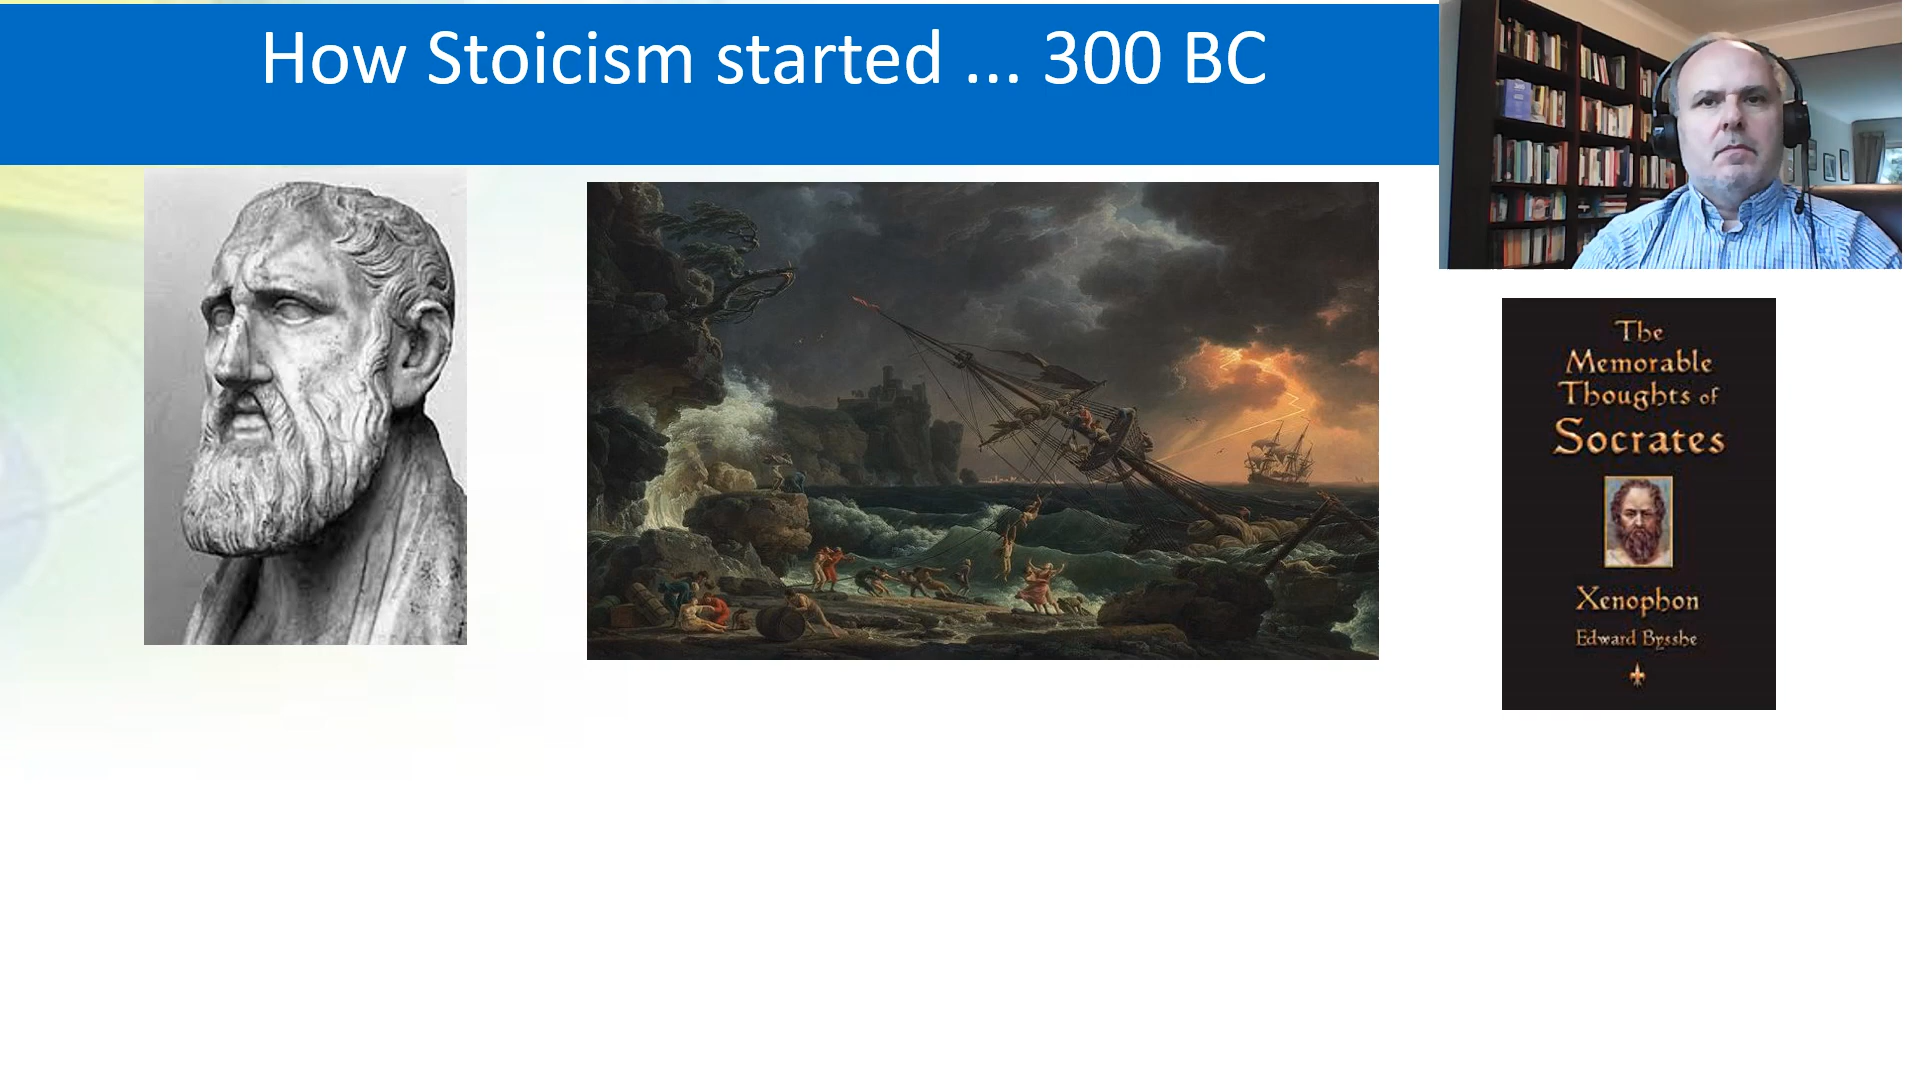 How Stoicism started ... 300 BC
The
Memorable
Thoughts of
Socrates
Xenophon
Edward Bysshe